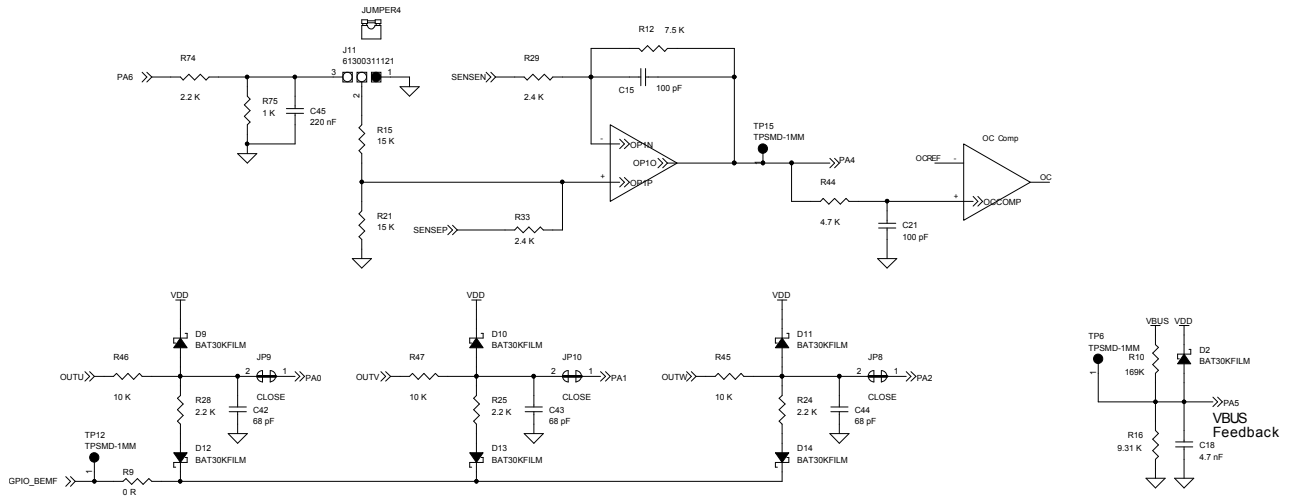 JUMPER4
J11
61300311121
R74
PA6
2.2 K
3
1
2
R75
1 K
C45
220 nF
R15
15 K
R21
15 K
SENSEP
R33
2.4 K
R12 7.5 K
R29
SENSEN
2.4 K
C15
100 pF
-
OP1N
OP1O
+
OP1P
TP15
TPSMD-1MM
PA4
R44
4.7 K
C21
100 pF
OC Comp
OCREF
-
OC
+
OCCOMP
VDD
D9
BAT30KFILM
R46
OUTU
10 K
JP9
2 1
PA0
CLOSE
R28
2.2 K
C42
68 pF
D12
BAT30KFILM
TP12
TPSMD-1MM
1
R9
GPIO_BEMF
0 R
VDD
D10
BAT30KFILM
R47
OUTV
10 K
JP10
2 1
PA1
CLOSE
R25
2.2 K
C43
68 pF
D13
BAT30KFILM
VDD
D11
BAT30KFILM
R45
OUTW
10 K
JP8
2 1
PA2
CLOSE
R24
2.2 K
C44
68 pF
D14
BAT30KFILM
VBUS VDD
TP6
TPSMD-1MM
1
R10
169K
D2
BAT30KFILM
PA5
VBUS
Feedback
R16
9.31 K
C18
4.7 nF